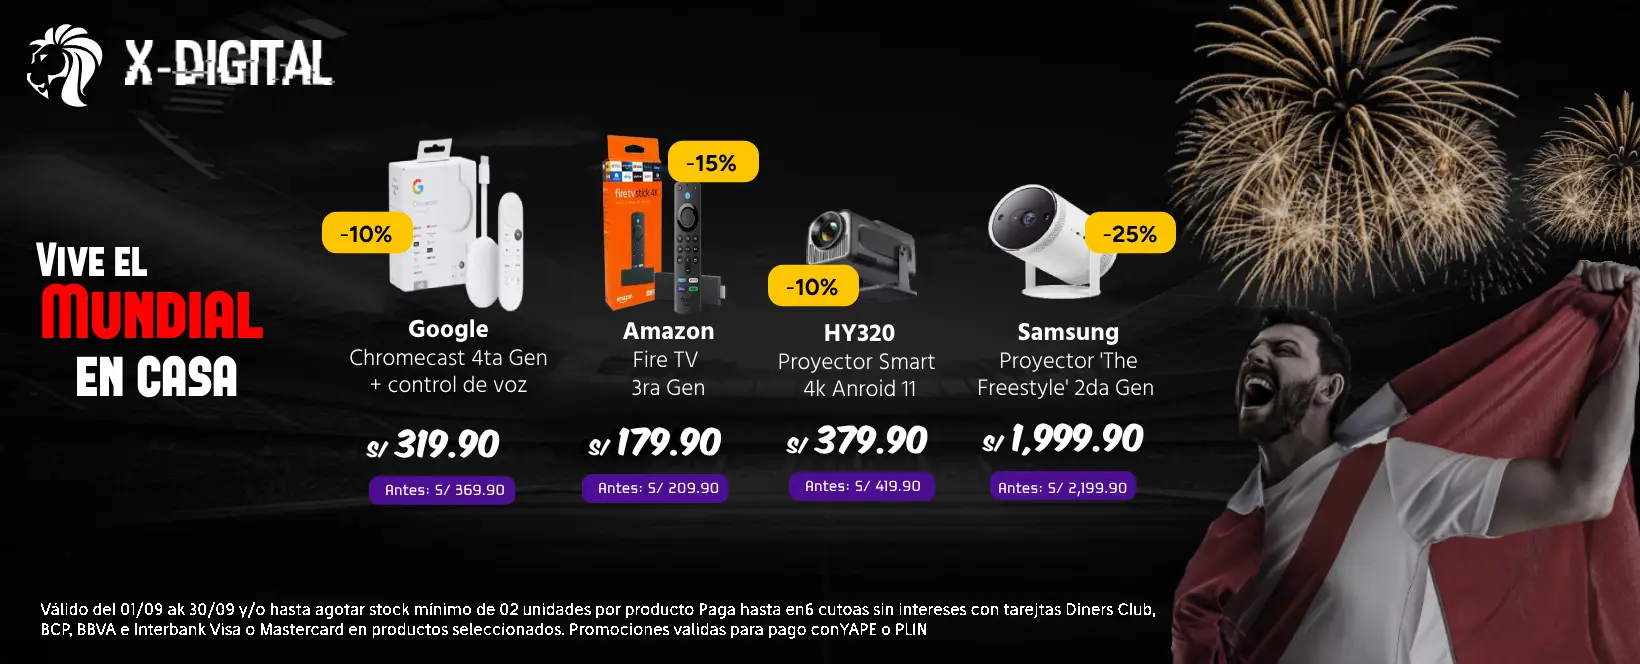 X-DIGITAL
VIVE EL
MUNDIAL
EN CASA
-10%
Google
Chromecast 4ta Gen
+ control de voz
S/ 319.90
Antes: S/ 369.90
-15%
firetvstick 4K
amazon
Amazon
Fire TV
3ra Gen
S/ 179.90
Antes: S/ 209.90
-10%
HY320
Proyector Smart
4k Anroid 11
S/ 379.90
Antes: S/ 419.90
-25%
Samsung
Proyector 'The
Freestyle' 2da Gen
S/ 1,999.90
Antes: S/ 2,199.90
Válido del 01/09 ak 30/09 y/o hasta agotar stock mínimo de 02 unidades por producto Paga hasta en6 cutoas sin intereses con tarejtas Diners Club,
BCP, BBVA e Interbank Visa o Mastercard en productos seleccionados. Promociones validas para pago conYAPE o PLIN